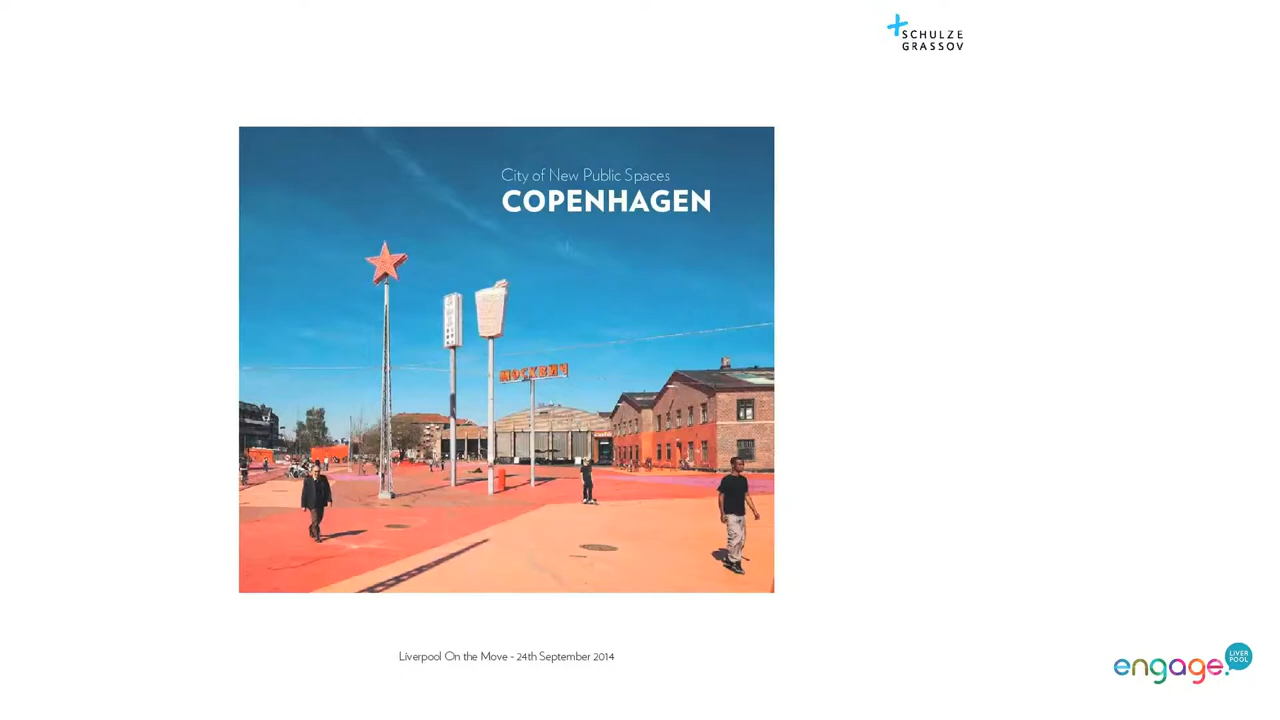 SCHULZE
GRASSOV
City of New Public Spaces
COPENHAGEN
МОСКВИЧ
Liverpool On the Move - 24th September 2014
engage.
LIVER
POOL